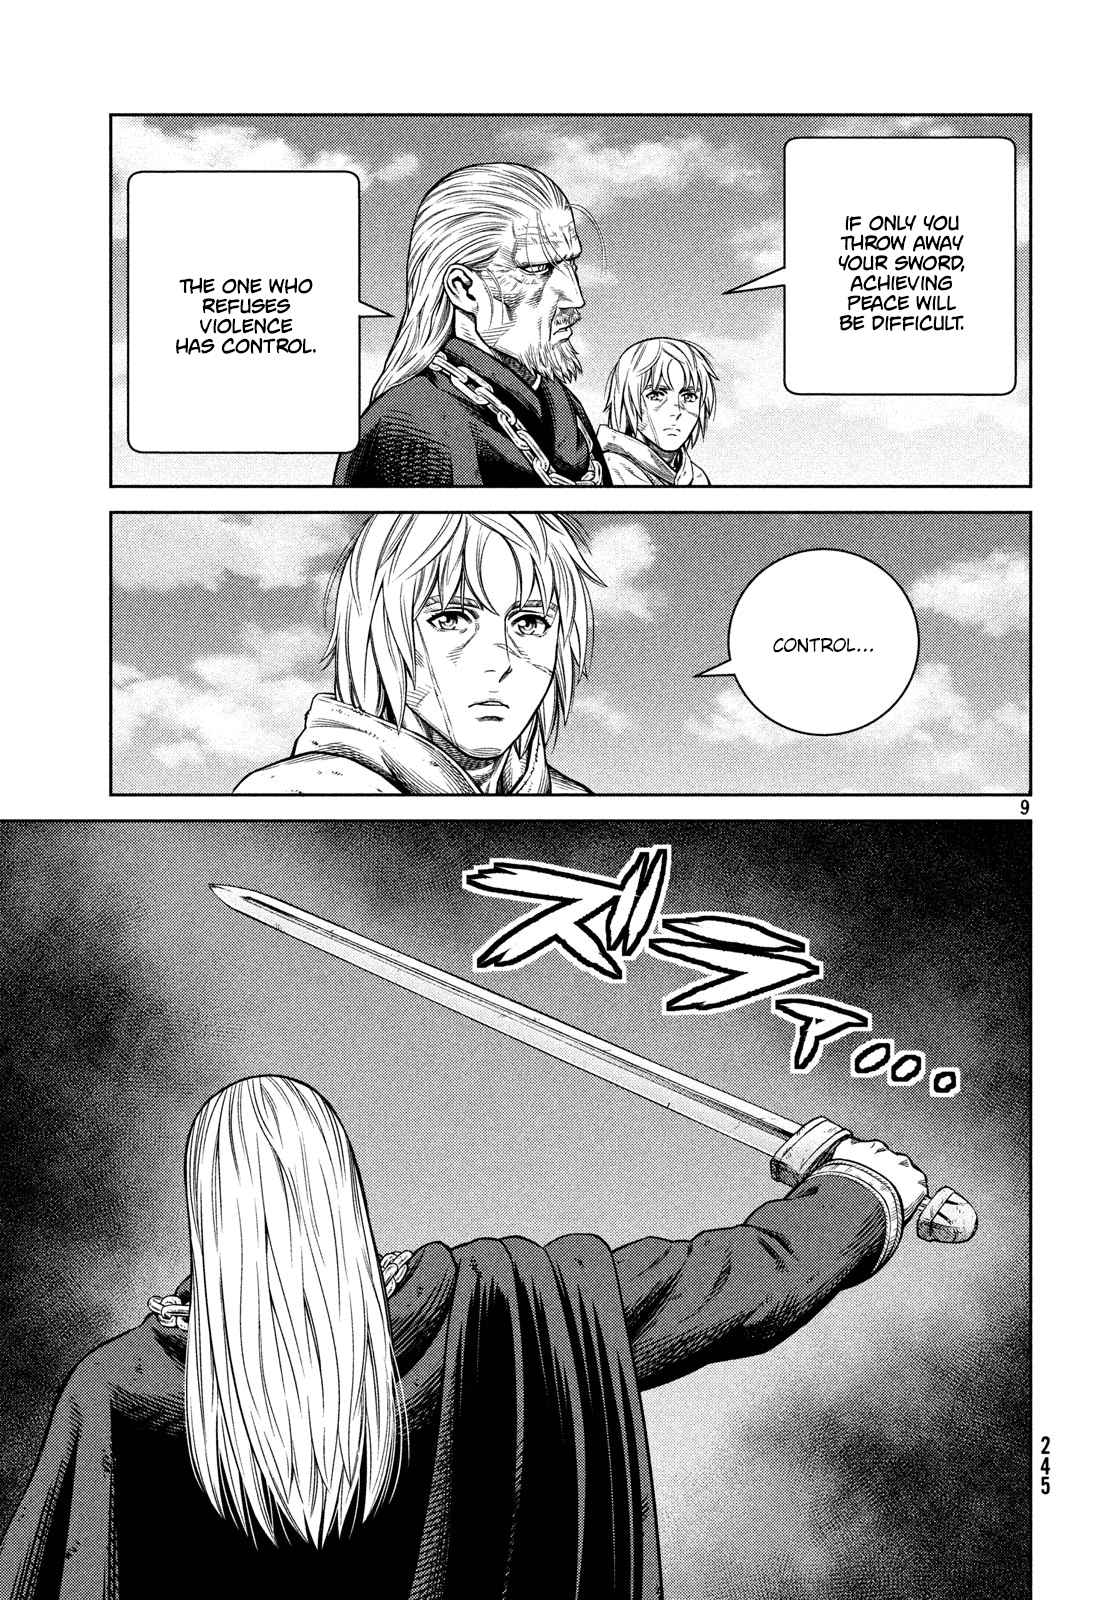 IF ONLY YOU
THROW AWAY
YOUR SWORD,
ACHIEVING
PEACE WILL
BE DIFFICULT.
THE ONE WHO
REFUSES
VIOLENCE
HAS CONTROL.
CONTROL...
9
ズラァ...
245